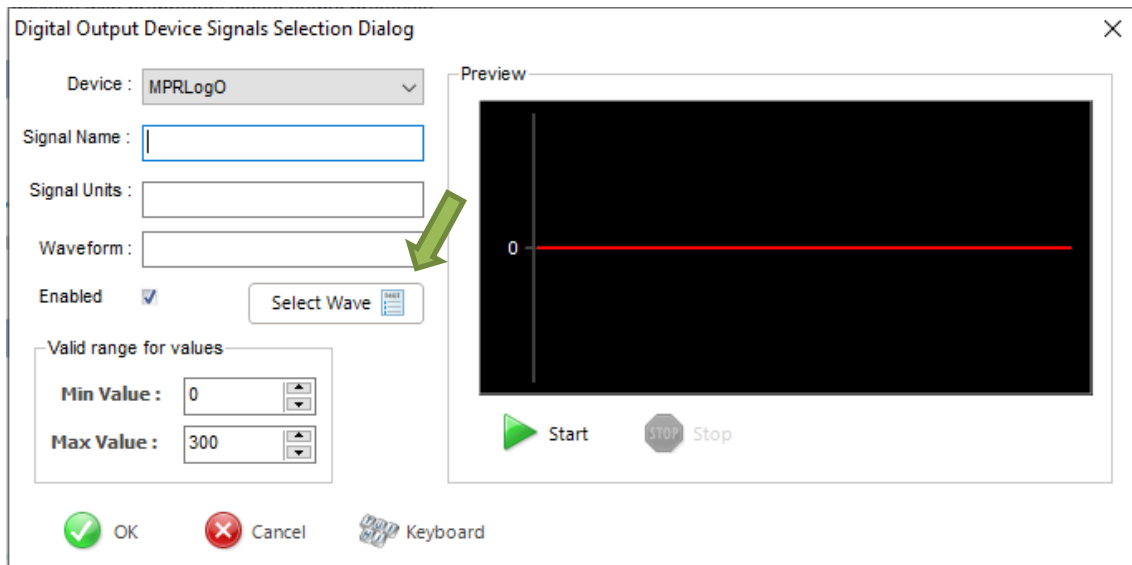 Digital Output Device Signals Selection Dialog
Device :
MPRLogO
Signal Name :
Signal Units :
Waveform :
Enabled
Select Wave
Valid range for values
Min Value :
0
Max Value :
300
Preview
0
Start
STOP
Stop
OK
Cancel
Keyboard